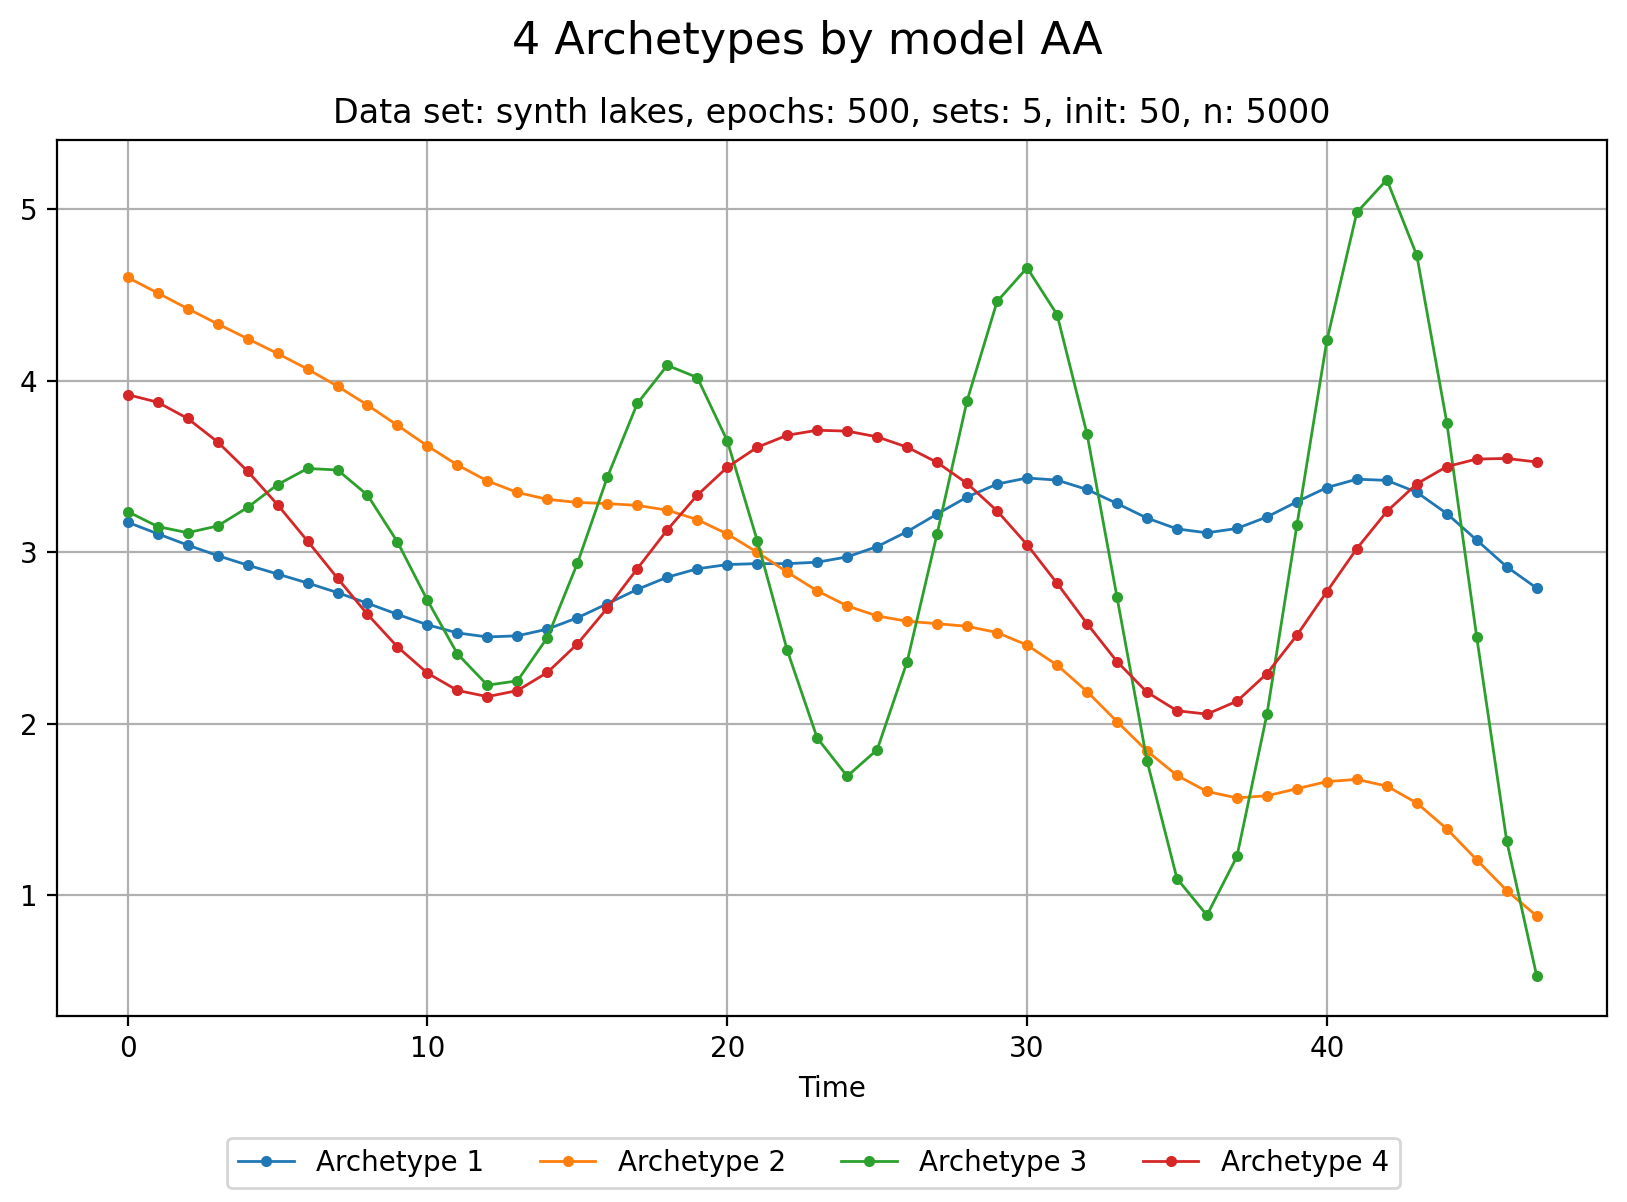 4 Archetypes by model AA
Data set: synth lakes, epochs: 500, sets: 5, init: 50, n: 5000
5
4
3
2
1
0 10 20 30 40
Time
Archetype 1 Archetype 2 Archetype 3 Archetype 4